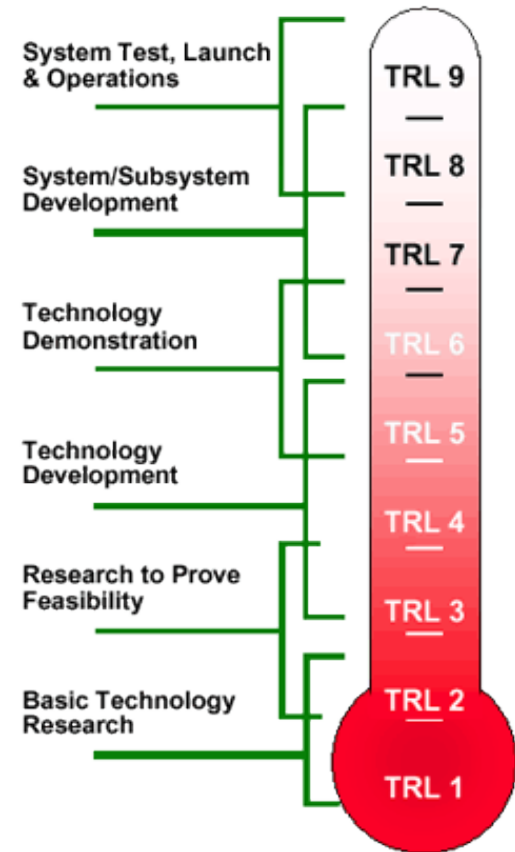 System Test, Launch
& Operations
System/Subsystem
Development
Technology
Demonstration
Technology
Development
Research to Prove
Feasibility
Basic Technology
Research
TRL 9
TRL 8
TRL 7
TRL 6
TRL 5
TRL 4
TRL 3
TRL 2
TRL 1